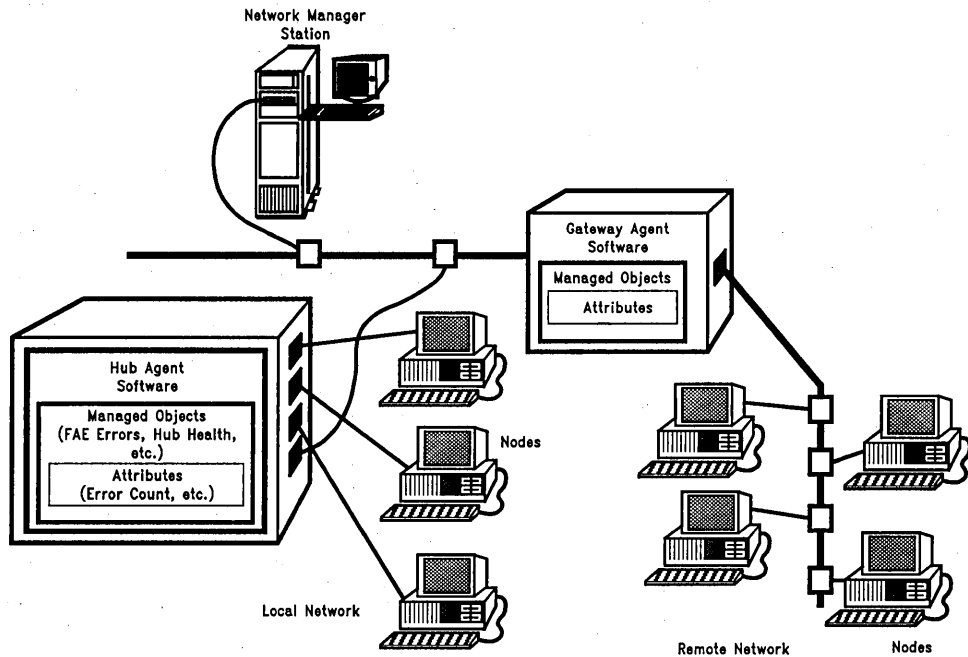 Network Manager
Station
Gateway Agent
Software
Managed Objects
Attributes
Hub Agent
Software
Managed Objects
(FAE Errors, Hub Health,
etc.)
Attributes
(Error Count, etc.)
Nodes
Local Network
Remote Network
Nodes